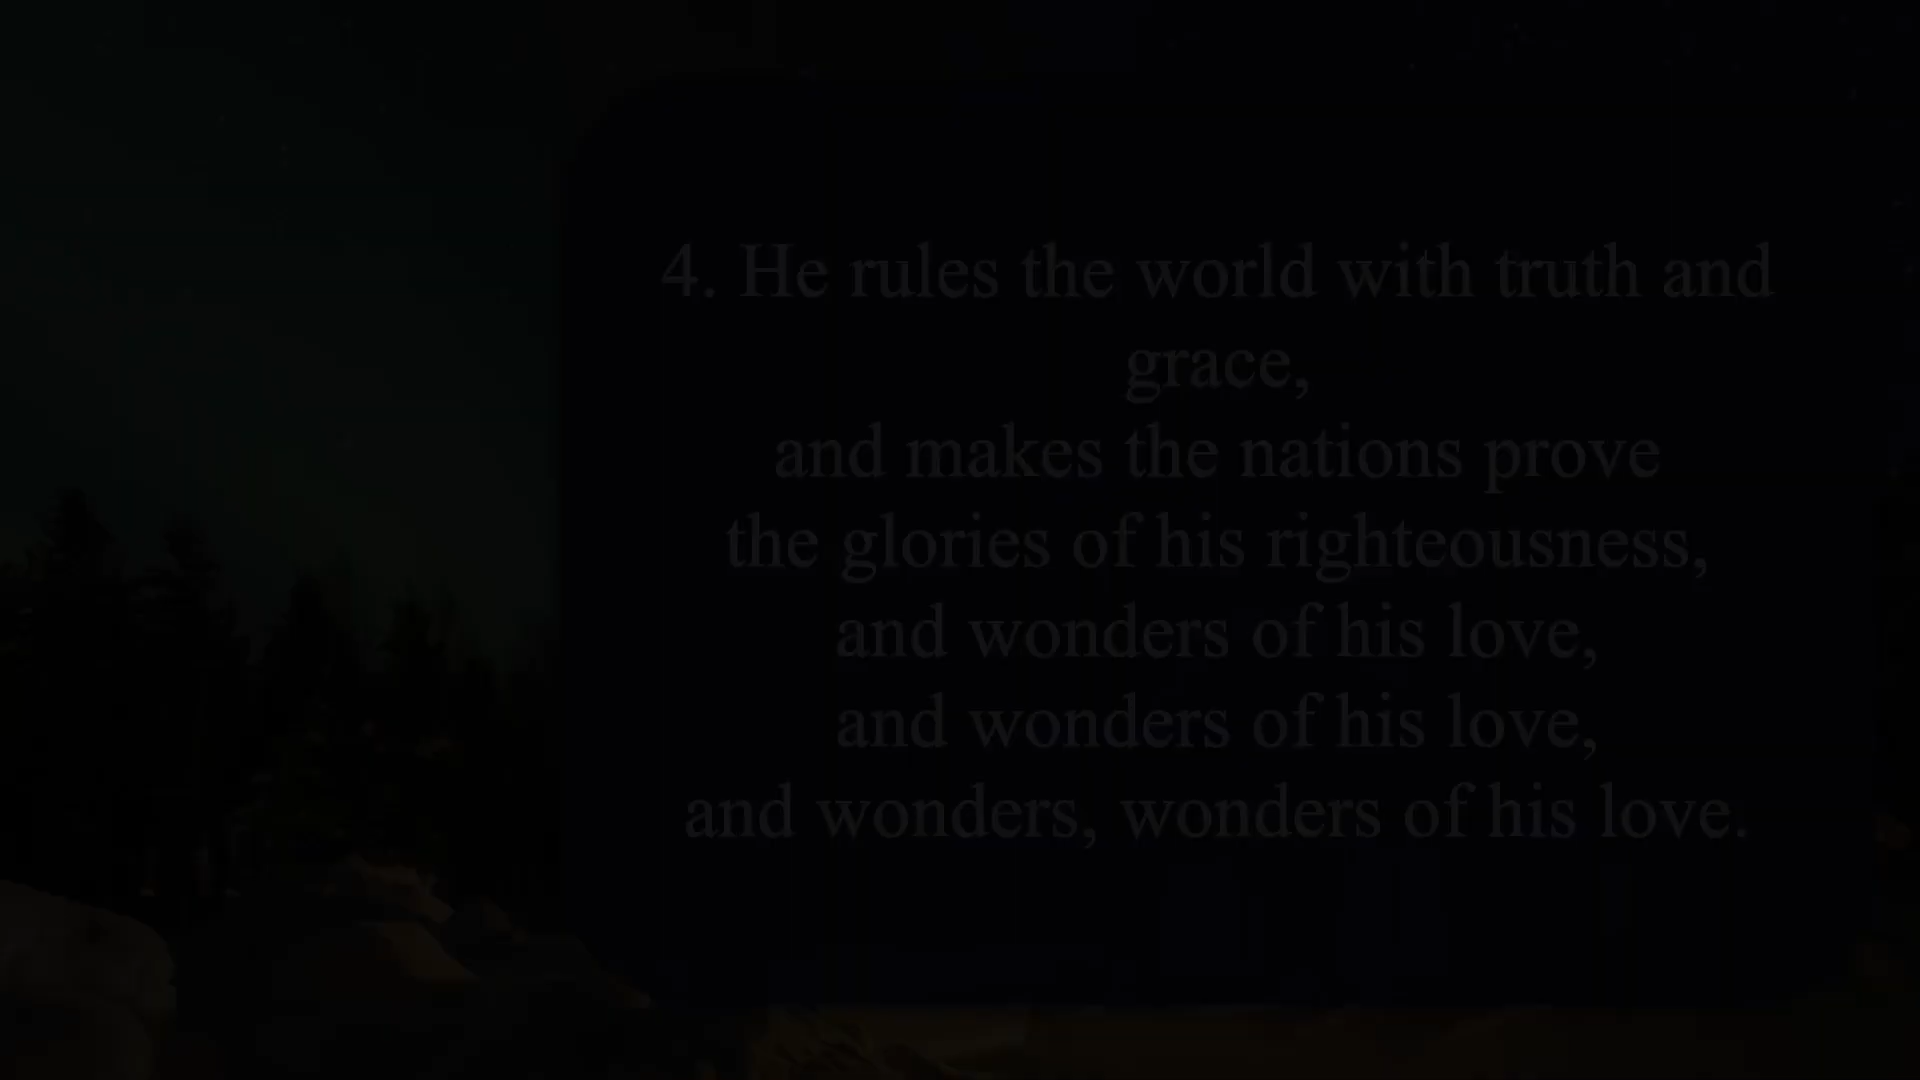 4. He rules the world with truth and
grace,
and makes the nations prove
the glories of his righteousness,
and wonders of his love,
and wonders of his love,
and wonders, wonders of his love.